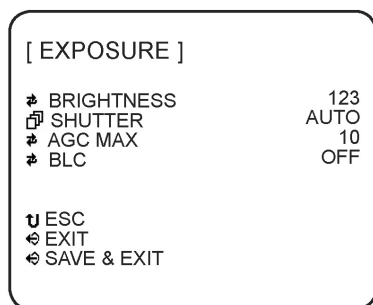 [ EXPOSURE ]
BRIGHTNESS 123
SHUTTER AUTO
AGC MAX 10
BLC OFF
ESC
EXIT
SAVE & EXIT